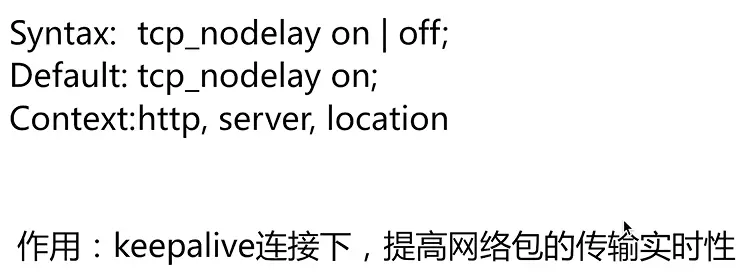 Syntax:  tcp_nodelay on | off;
Default: tcp_nodelay on;
Context:http, server, location
作用：keepalive连接下，提高网络包的传输实时性